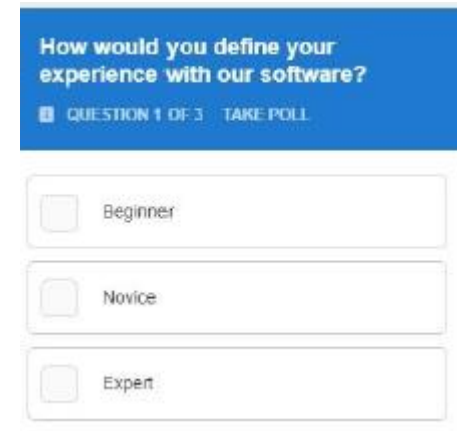 How would you define your
experience with our software?
QUESTION 1 OF 3 TAKE POLL
Beginner
Novice
Expert